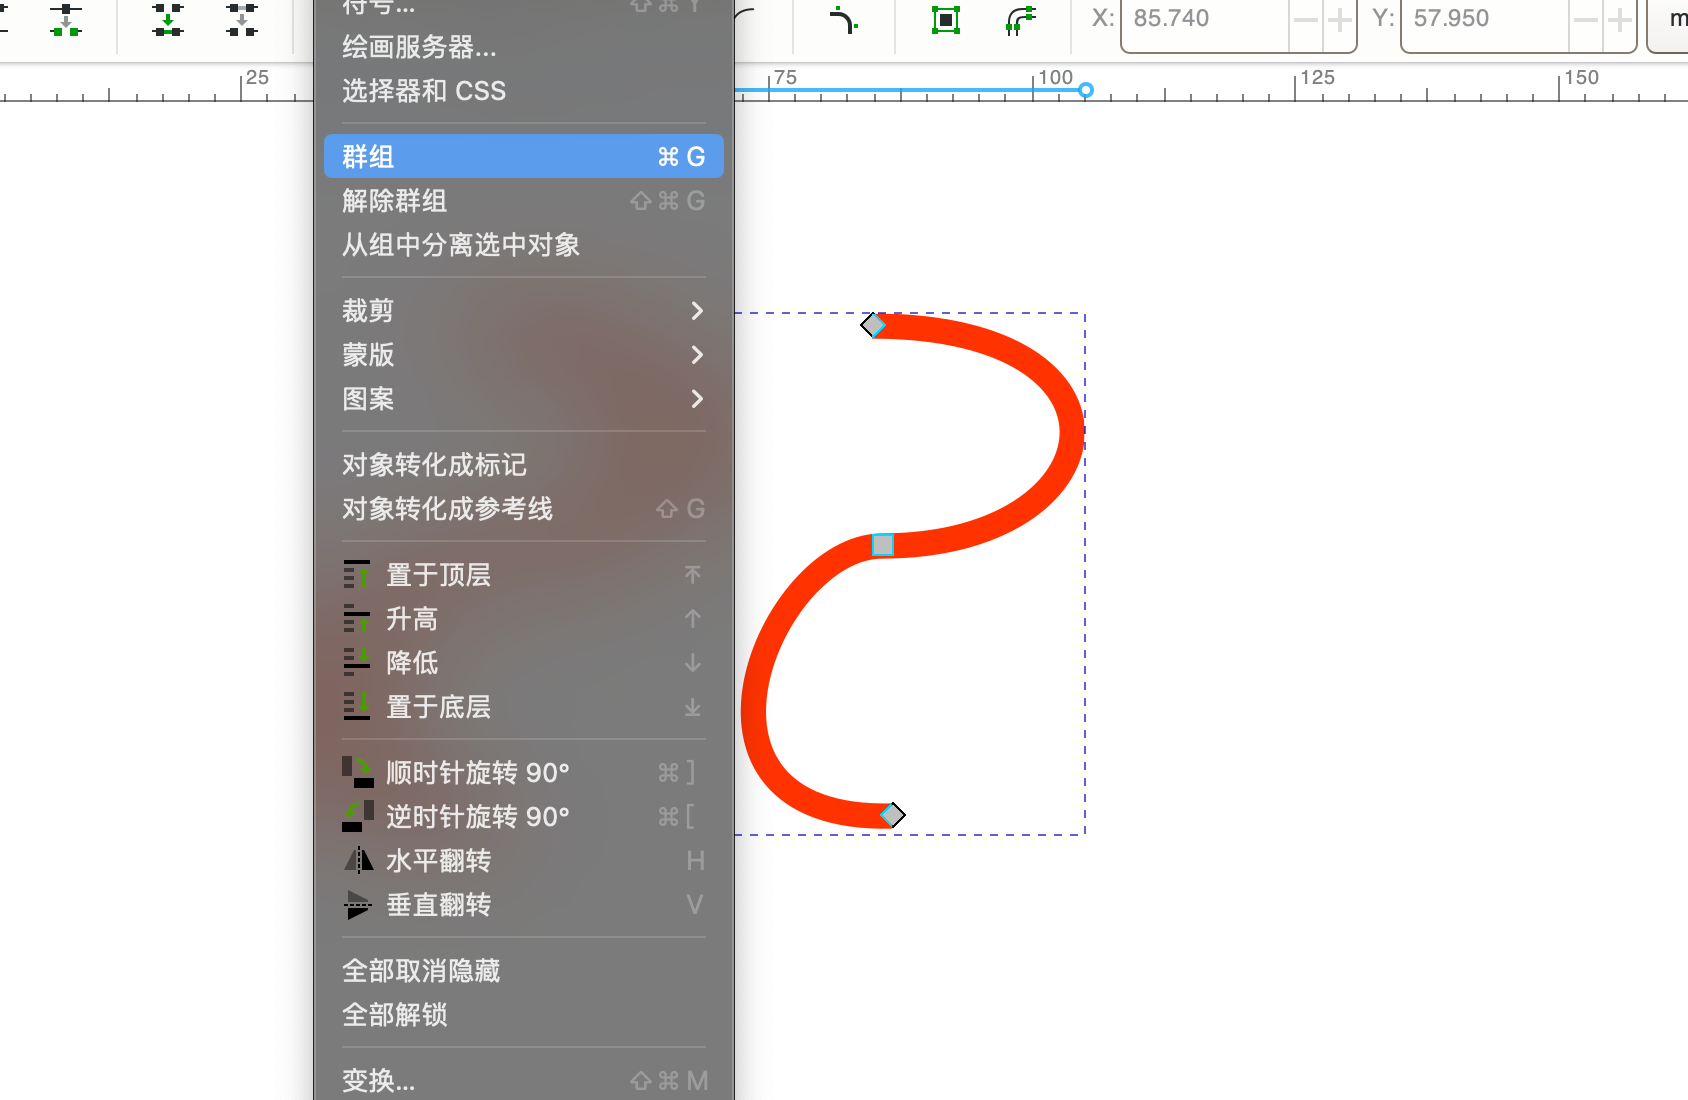 符号... ⇧⌘Y
X: 85.740 Y: 57.950 m
绘画服务器...
选择器和 CSS
25 75 100 125 150
群组 ⌘ G
解除群组 ⇧⌘ G
从组中分离选中对象
裁剪
蒙版
图案
对象转化成标记
对象转化成参考线 ⇧ G
置于顶层 ⤒
升高 ↑
降低 ↓
置于底层 ⤓
顺时针旋转 90° ⌘ ]
逆时针旋转 90° ⌘ [
水平翻转 H
垂直翻转 V
全部取消隐藏
全部解锁
变换... ⇧⌘ M